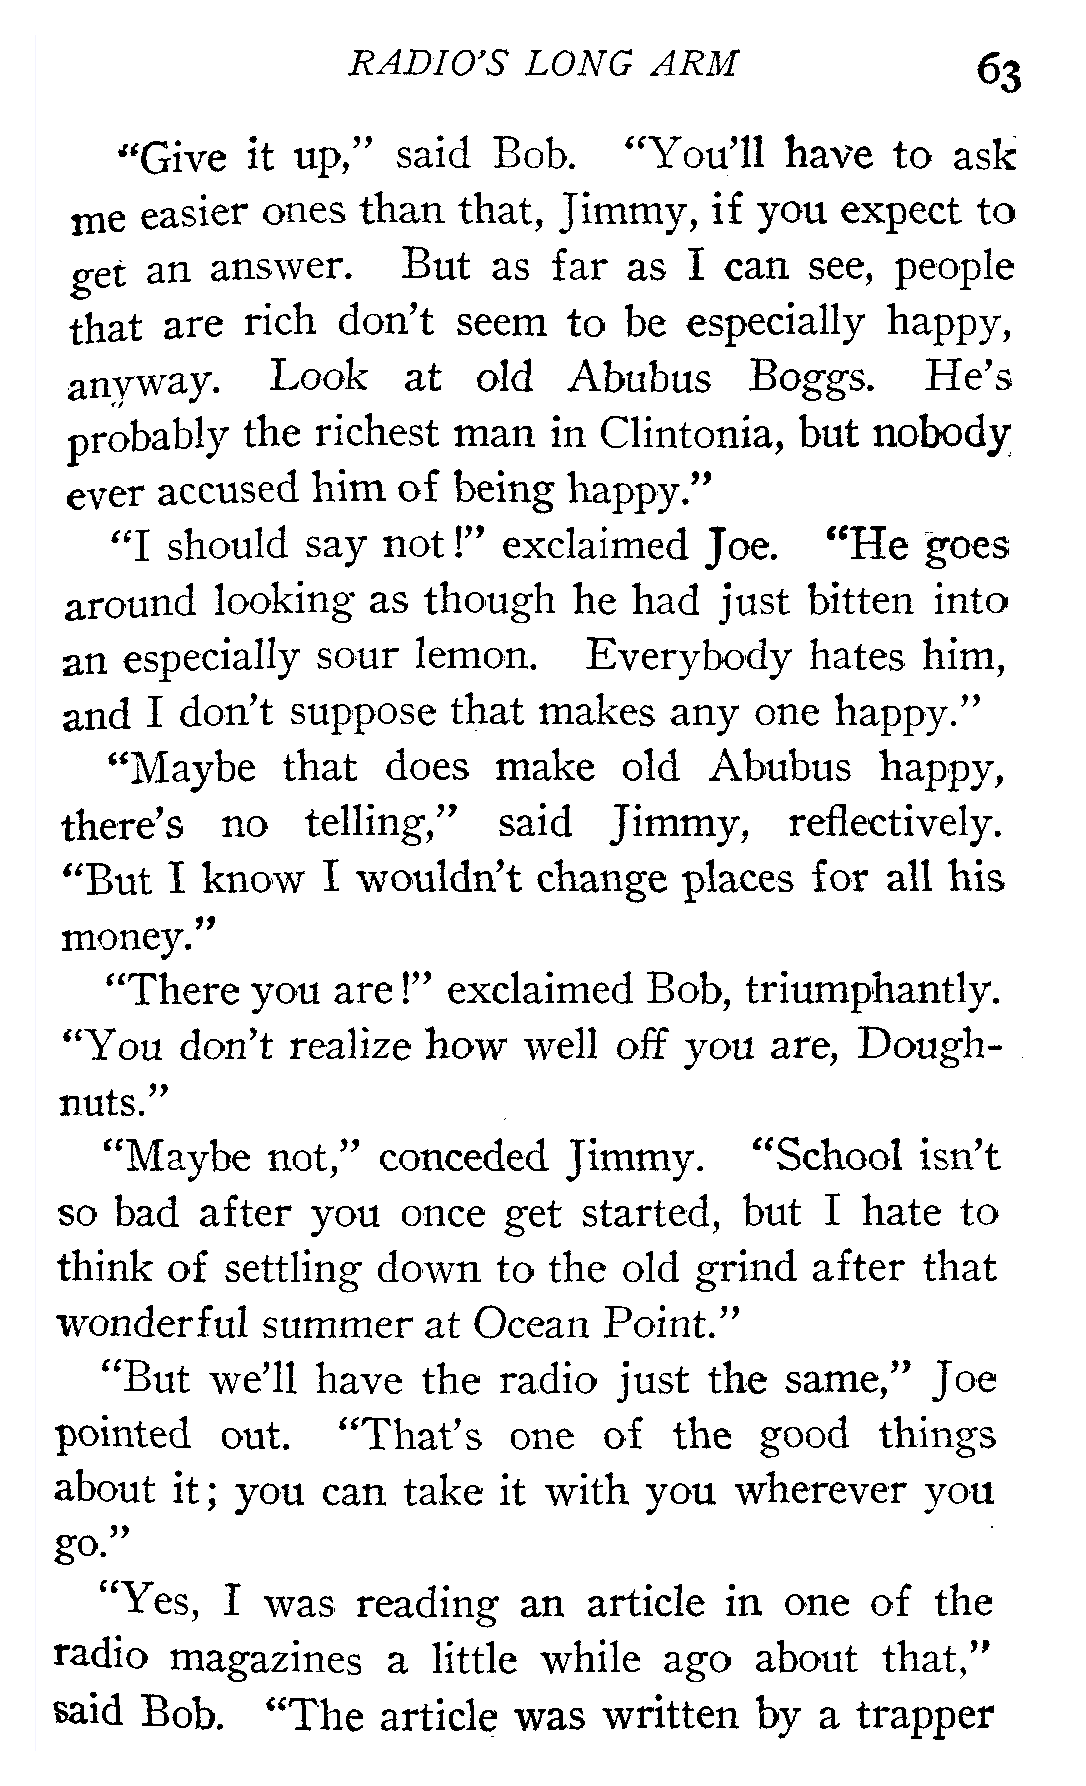 RADIO'S LONG ARM 63
“Give it up,” said Bob. “You'll have to ask
me easier ones than that, Jimmy, if you expect to
get an answer. But as far as I can see, people
that are rich don't seem to be especially happy,
anyway. Look at old Abubus Boggs. He's
probably the richest man in Clintonia, but nobody
ever accused him of being happy.”
“I should say not!” exclaimed Joe. “He goes
around looking as though he had just bitten into
an especially sour lemon. Everybody hates him,
and I don't suppose that makes any one happy.”
“Maybe that does make old Abubus happy,
there's no telling,” said Jimmy, reflectively.
“But I know I wouldn't change places for all his
money.”
“There you are!” exclaimed Bob, triumphantly.
“You don't realize how well off you are, Dough-
nuts.”
“Maybe not,” conceded Jimmy. “School isn't
so bad after you once get started, but I hate to
think of settling down to the old grind after that
wonderful summer at Ocean Point.”
“But we'll have the radio just the same,” Joe
pointed out. “That's one of the good things
about it; you can take it with you wherever you
go.”
“Yes, I was reading an article in one of the
radio magazines a little while ago about that,”
said Bob. “The article was written by a trapper